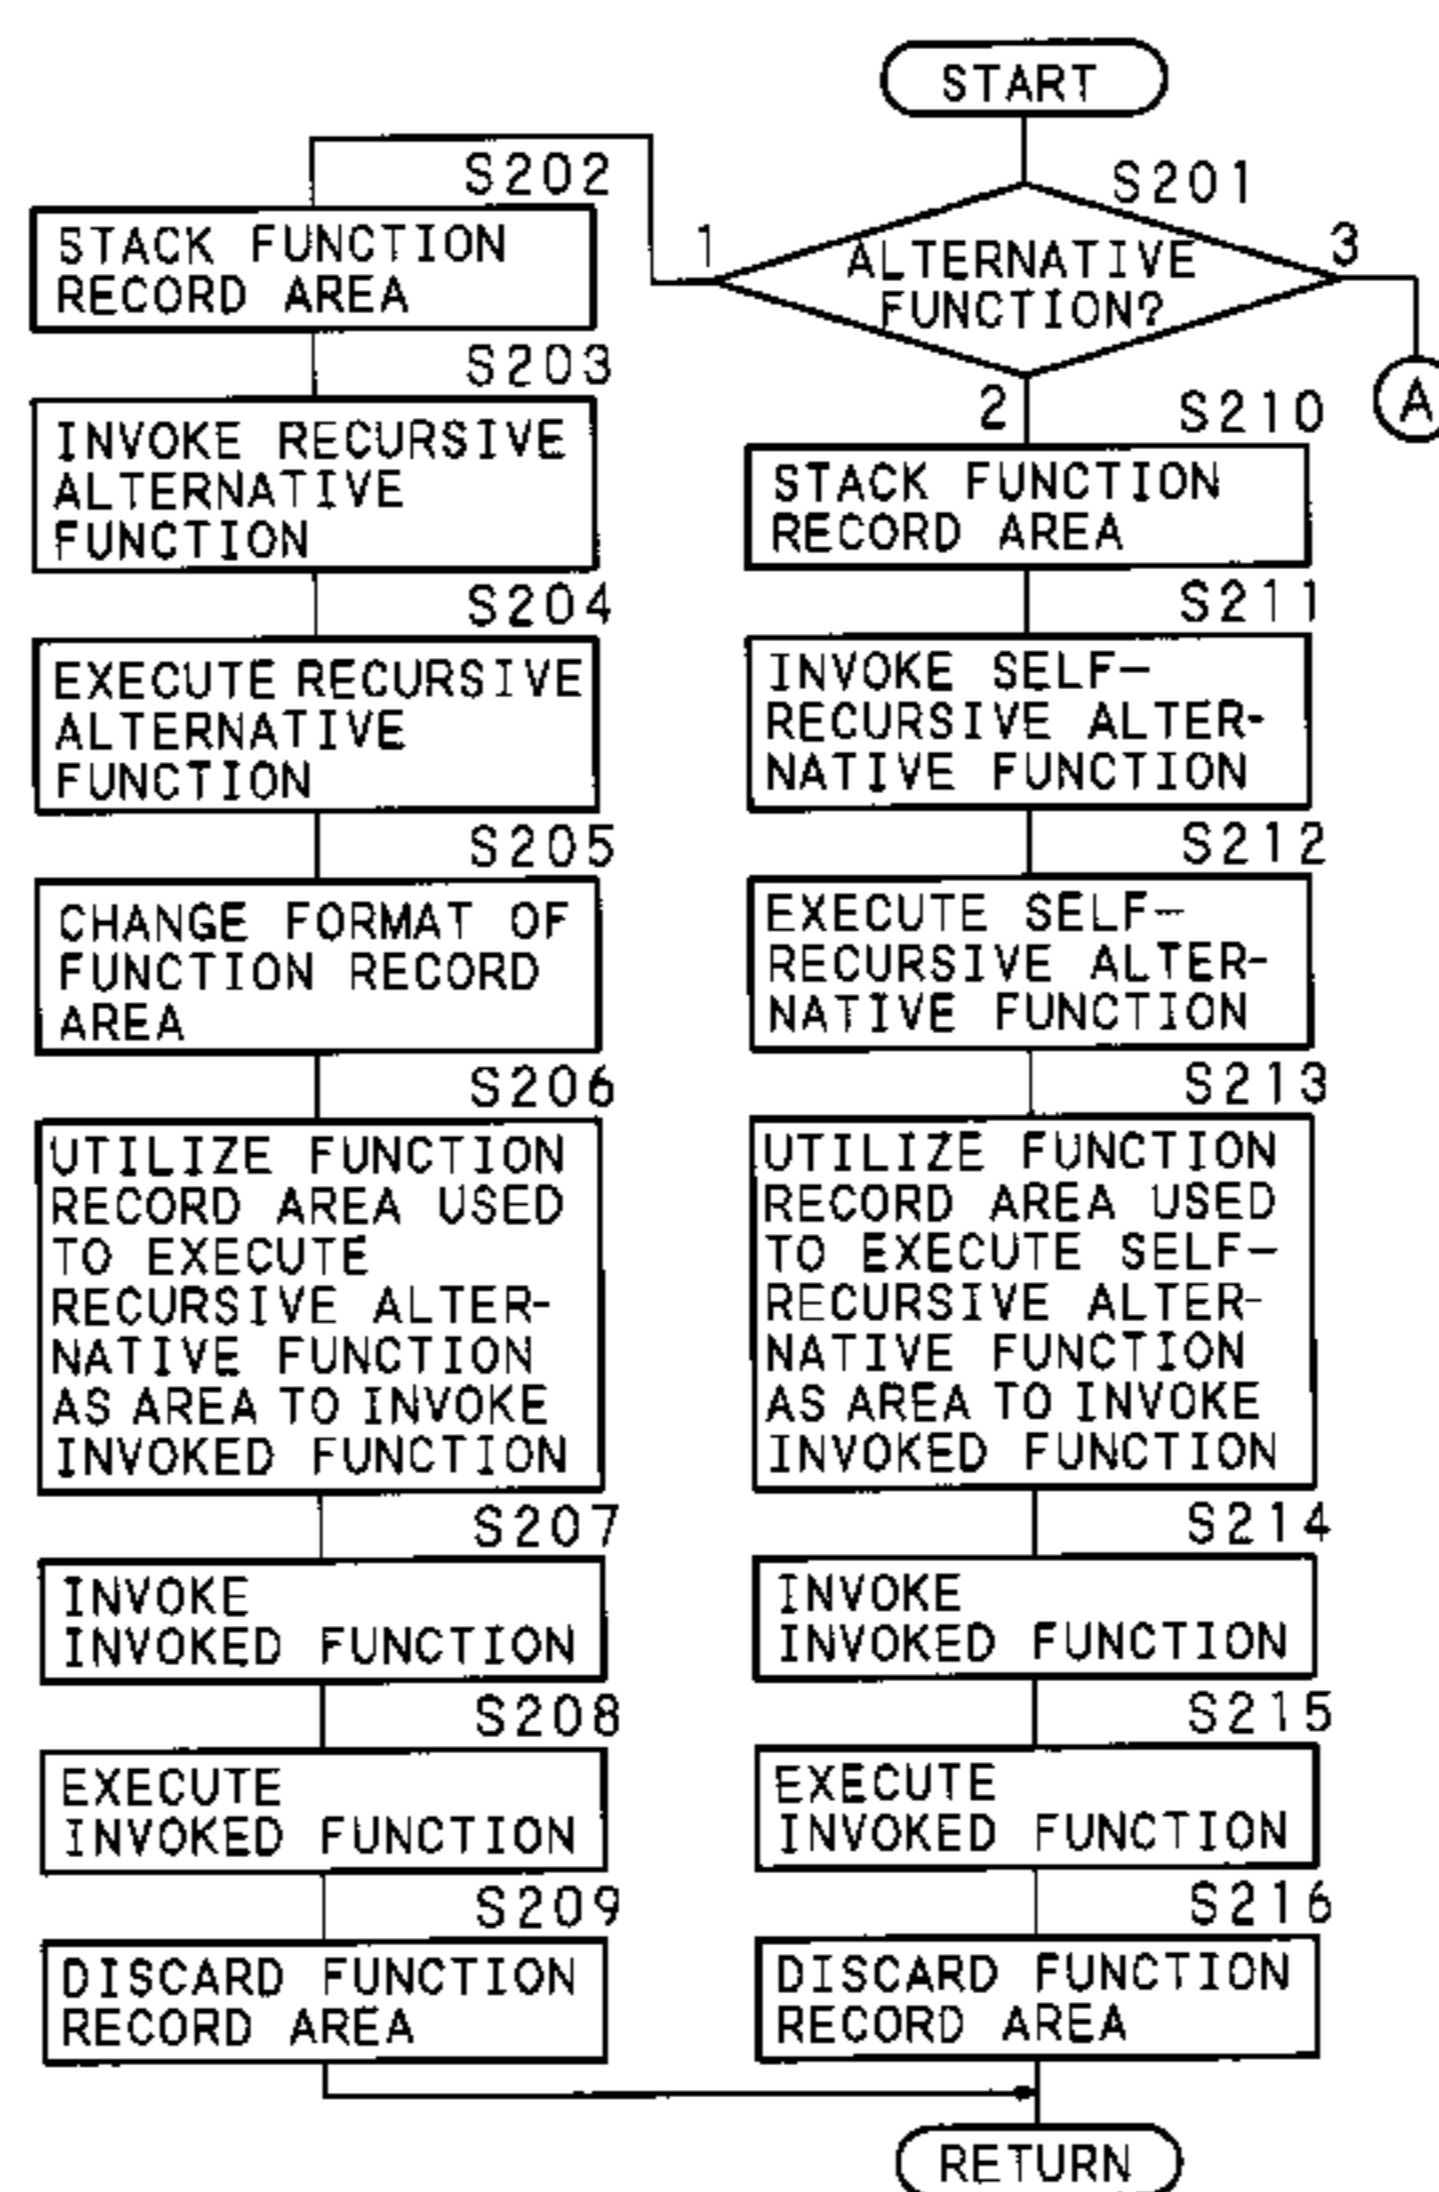 START
S201
ALTERNATIVE
FUNCTION?
1
2
3
A
S202
STACK FUNCTION
RECORD AREA
S203
INVOKE RECURSIVE
ALTERNATIVE
FUNCTION
S204
EXECUTE RECURSIVE
ALTERNATIVE
FUNCTION
S205
CHANGE FORMAT OF
FUNCTION RECORD
AREA
S206
UTILIZE FUNCTION
RECORD AREA USED
TO EXECUTE
RECURSIVE ALTER-
NATIVE FUNCTION
AS AREA TO INVOKE
INVOKED FUNCTION
S207
INVOKE
INVOKED FUNCTION
S208
EXECUTE
INVOKED FUNCTION
S209
DISCARD FUNCTION
RECORD AREA
S210
STACK FUNCTION
RECORD AREA
S211
INVOKE SELF-
RECURSIVE ALTER-
NATIVE FUNCTION
S212
EXECUTE SELF-
RECURSIVE ALTER-
NATIVE FUNCTION
S213
UTILIZE FUNCTION
RECORD AREA USED
TO EXECUTE SELF-
RECURSIVE ALTER-
NATIVE FUNCTION
AS AREA TO INVOKE
INVOKED FUNCTION
S214
INVOKE
INVOKED FUNCTION
S215
EXECUTE
INVOKED FUNCTION
S216
DISCARD FUNCTION
RECORD AREA
RETURN